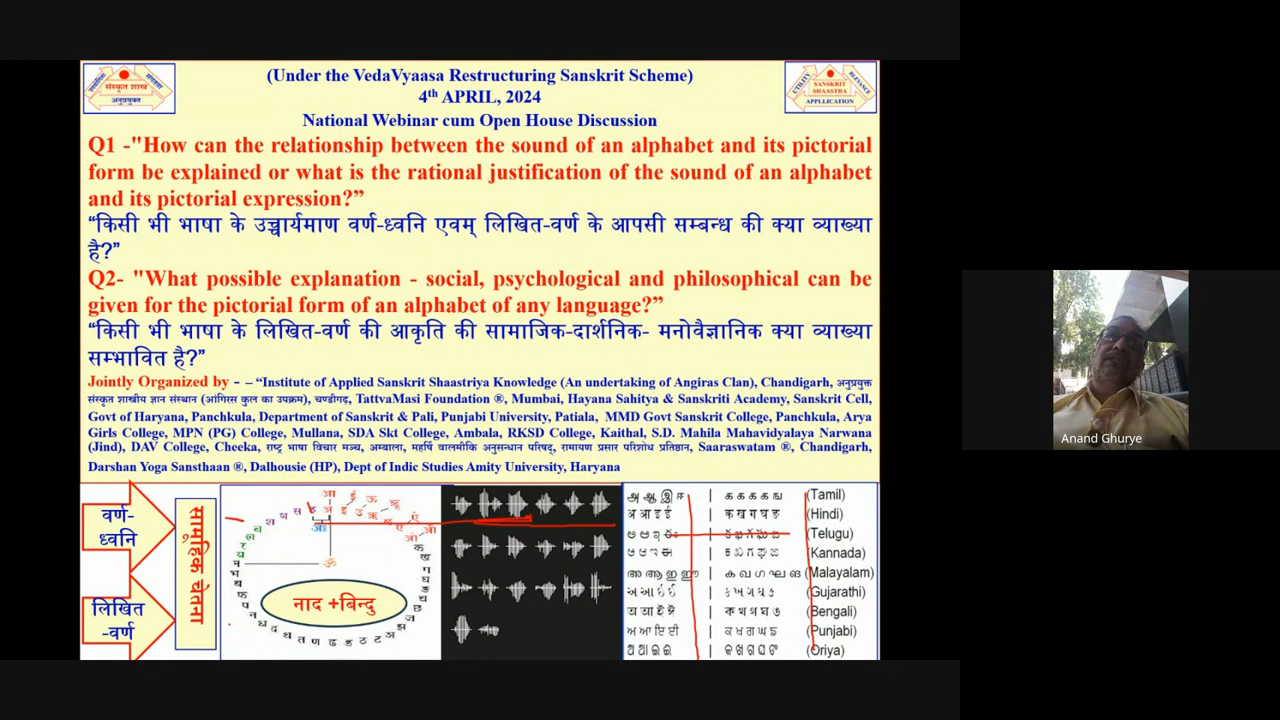 (Under the VedaVyaasa Restructuring Sanskrit Scheme)
4th APRIL, 2024
National Webinar cum Open House Discussion
संस्कृत शास्त्र
अनुप्रयुक्त
UTILITY
RELEVANCE
SANSKRIT
SHAASTRA
APPLLICATION
Q1 -"How can the relationship between the sound of an alphabet and its pictorial
form be explained or what is the rational justification of the sound of an alphabet
and its pictorial expression?”
“किसी भी भाषा के उच्चार्यमाण वर्ण-ध्वनि एवम् लिखित-वर्ण के आपसी सम्बन्ध की क्या व्याख्या
है?”
Q2- "What possible explanation - social, psychological and philosophical can be
given for the pictorial form of an alphabet of any language?”
“किसी भी भाषा के लिखित-वर्ण की आकृति की सामाजिक-दार्शनिक- मनोवैज्ञानिक क्या व्याख्या
सम्भावित है?”
Jointly Organized by - – “Institute of Applied Sanskrit Shaastriya Knowledge (An undertaking of Angiras Clan), Chandigarh, अनुप्रयुक्त
संस्कृत शास्त्रीय ज्ञान संस्थान (आंगिरस कुल का उपक्रम), चण्डीगढ़, TattvaMasi Foundation ®, Mumbai, Hayana Sahitya & Sanskriti Academy, Sanskrit Cell,
Govt of Haryana, Panchkula, Department of Sanskrit & Pali, Punjabi University, Patiala, MMD Govt Sanskrit College, Panchkula, Arya
Girls College, MPN (PG) College, Mullana, SDA Skt College, Ambala, RKSD College, Kaithal, S.D. Mahila Mahavidyalaya Narwana
(Jind), DAV College, Cheeka, राष्ट्र भाषा विचार मञ्च, अम्बाला, महर्षि वाल्मीकि अनुसन्धान परिषद्, रामायण प्रसार परिशोध प्रतिष्ठान, Saaraswatam ®, Chandigarh,
Darshan Yoga Sansthaan ®, Dalhousie (HP), Dept of Indic Studies Amity University, Haryana
वर्ण-
ध्वनि
लिखित
-वर्ण
सामूहिक चेतना
नाद +बिन्दु
அ ஆ இ ஈ | க க க க ங (Tamil)
अ आ इ ई | क ख ग घ ङ (Hindi)
(Telugu)
(Kannada)
അ ആ ഇ ഈ | ക ഖ ഗ ഘ ങ (Malayalam)
અ આ ઇ ઈ | ક ખ ગ ઘ ઙ (Gujarathi)
অ আ ই ঈ | ক খ গ ঘ ঙ (Bengali)
ਅ ਆ ਇ ਈ | ਕ ਖ ਗ ਘ ਙ (Punjabi)
(Oriya)
Anand Ghurye